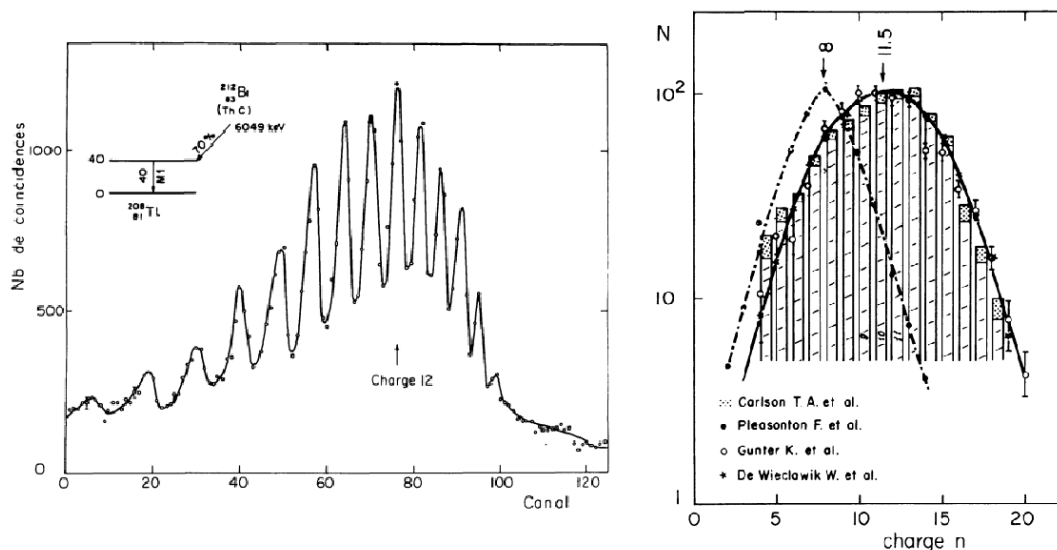 Nb de coincidences
1000
500
0
212
83 Bi
(Th C)
6049 keV
70%
40
0
40
M1
208
81 TL
Charge 12
0 20 40 60 80 100 120
Canal
N
10²
10
1
8
11.5
Carlson T. A. et al.
Pleasonton F. et al.
Gunter K. et al.
De Wieclawik W. et al.
0 5 10 15 20
charge n